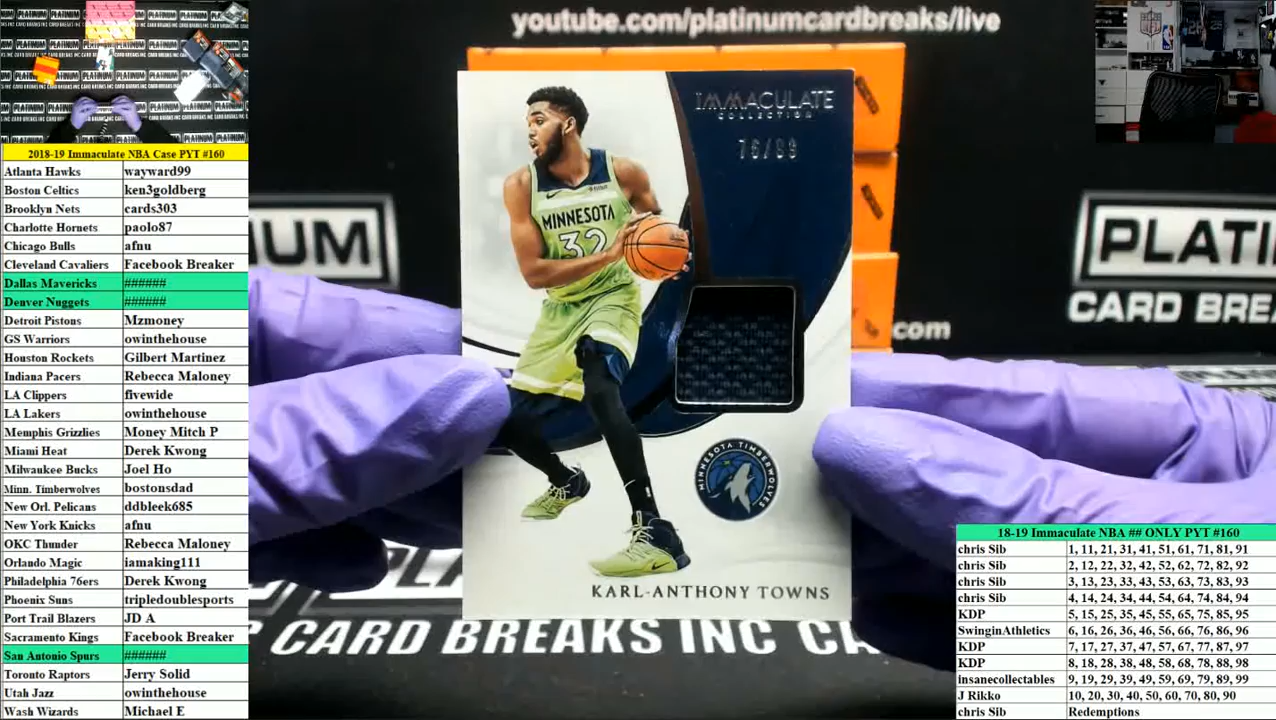 youtube.com/platinumcardbreaks/live
IMMACULATE
COLLECTION
MINNESOTA
32
MINNESOTA TIMBERWOLVES
KARL-ANTHONY TOWNS
PLATINUM
CARD BREAKS INC
PLATI
CARD BREAKS
.com
CARD BREAKS INC CA
2018-19 Immaculate NBA Case PYT #160
Atlanta Hawks wayward99
Boston Celtics ken3goldberg
Brooklyn Nets cards303
Charlotte Hornets paolo87
Chicago Bulls afnu
Cleveland Cavaliers Facebook Breaker
Dallas Mavericks ######
Denver Nuggets ######
Detroit Pistons Mzmoney
GS Warriors owinthehouse
Houston Rockets Gilbert Martinez
Indiana Pacers Rebecca Maloney
LA Clippers fivewide
LA Lakers owinthehouse
Memphis Grizzlies Money Mitch P
Miami Heat Derek Kwong
Milwaukee Bucks Joel Ho
Minn. Timberwolves bostonsdad
New Orl. Pelicans ddbleek685
New York Knicks afnu
OKC Thunder Rebecca Maloney
Orlando Magic iamaking111
Philadelphia 76ers Derek Kwong
Phoenix Suns tripledoublesports
Port Trail Blazers JD A
Sacramento Kings Facebook Breaker
San Antonio Spurs ######
Toronto Raptors Jerry Solid
Utah Jazz owinthehouse
Wash Wizards Michael E
18-19 Immaculate NBA ## ONLY PYT #160
chris Sib 1, 11, 21, 31, 41, 51, 61, 71, 81, 91
chris Sib 2, 12, 22, 32, 42, 52, 62, 72, 82, 92
chris Sib 3, 13, 23, 33, 43, 53, 63, 73, 83, 93
chris Sib 4, 14, 24, 34, 44, 54, 64, 74, 84, 94
KDP 5, 15, 25, 35, 45, 55, 65, 75, 85, 95
SwinginAthletics 6, 16, 26, 36, 46, 56, 66, 76, 86, 96
KDP 7, 17, 27, 37, 47, 57, 67, 77, 87, 97
KDP 8, 18, 28, 38, 48, 58, 68, 78, 88, 98
insanecollectables 9, 19, 29, 39, 49, 59, 69, 79, 89, 99
J Rikko 10, 20, 30, 40, 50, 60, 70, 80, 90
chris Sib Redemptions